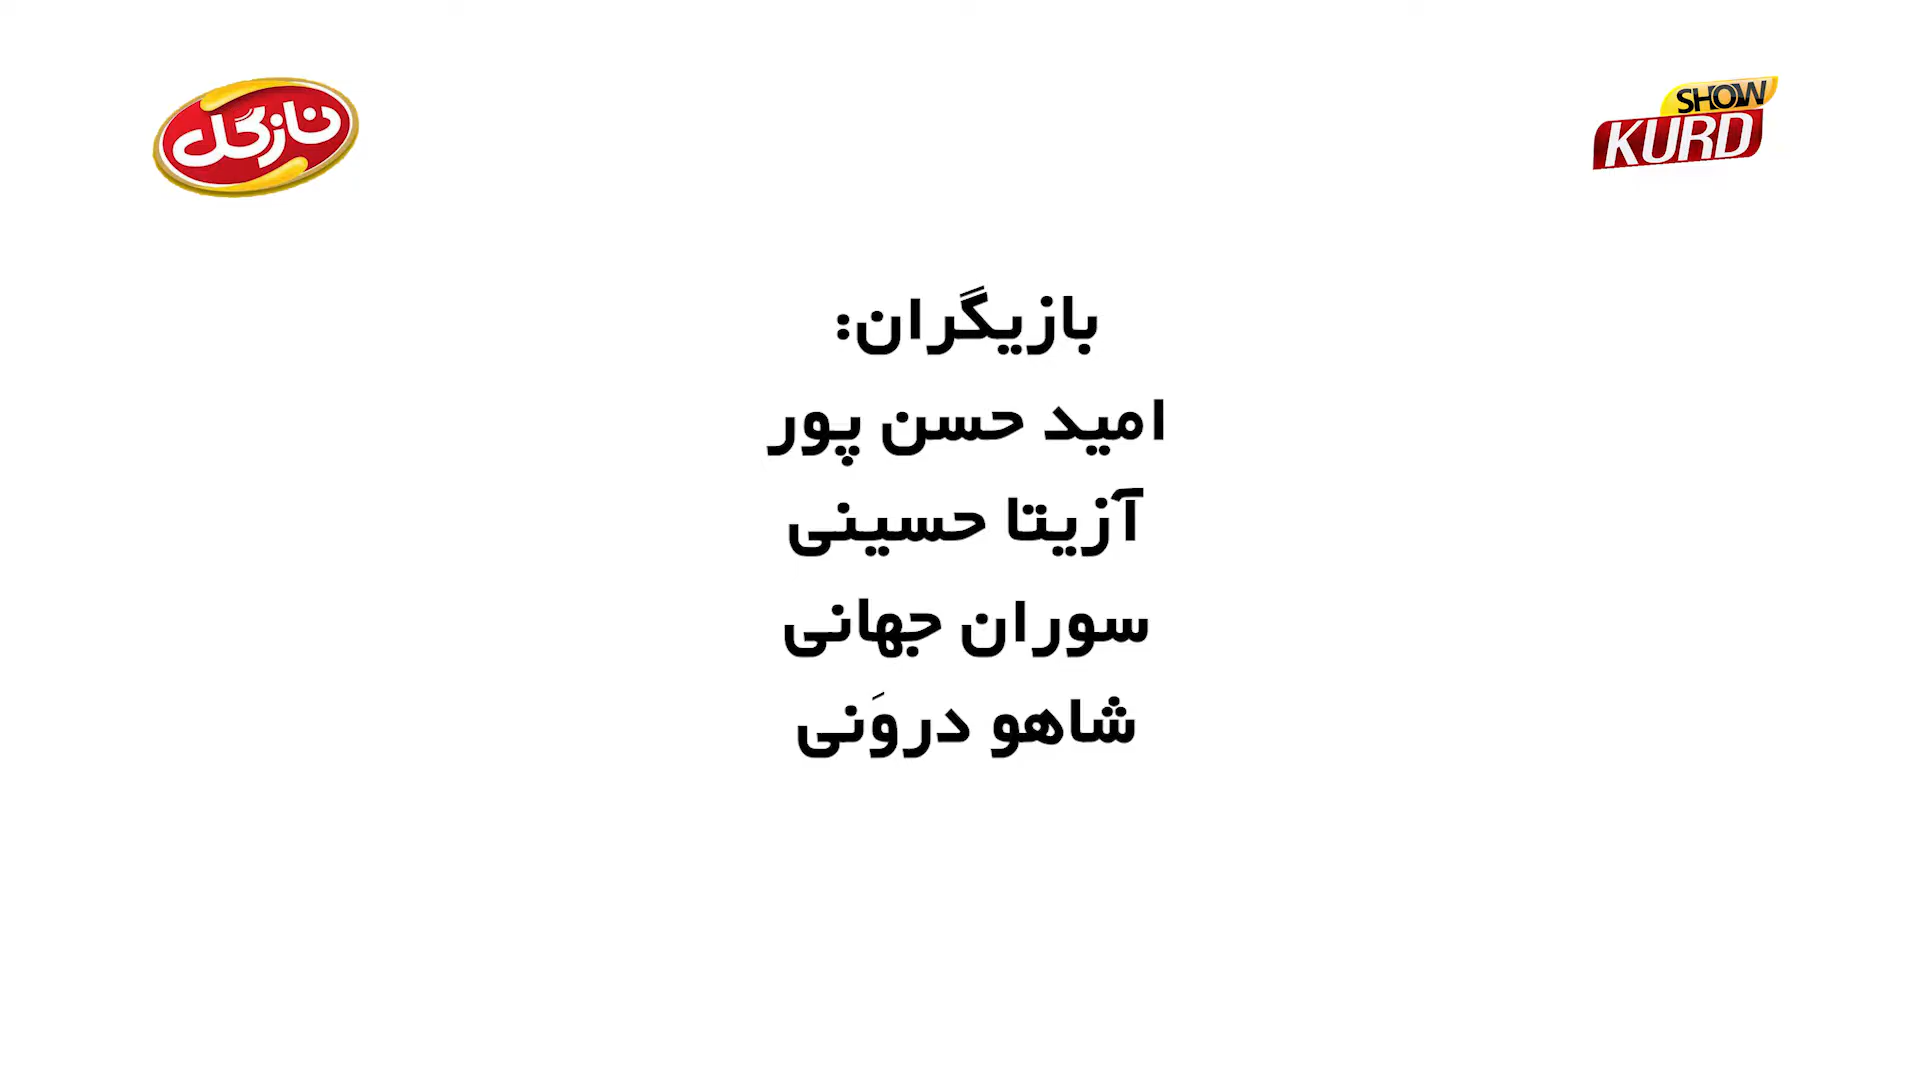 نازگل
SHOW
KURD
بازیگران:
امید حسن پور
آزیتا حسینی
سوران جهانی
شاهو دروَنی